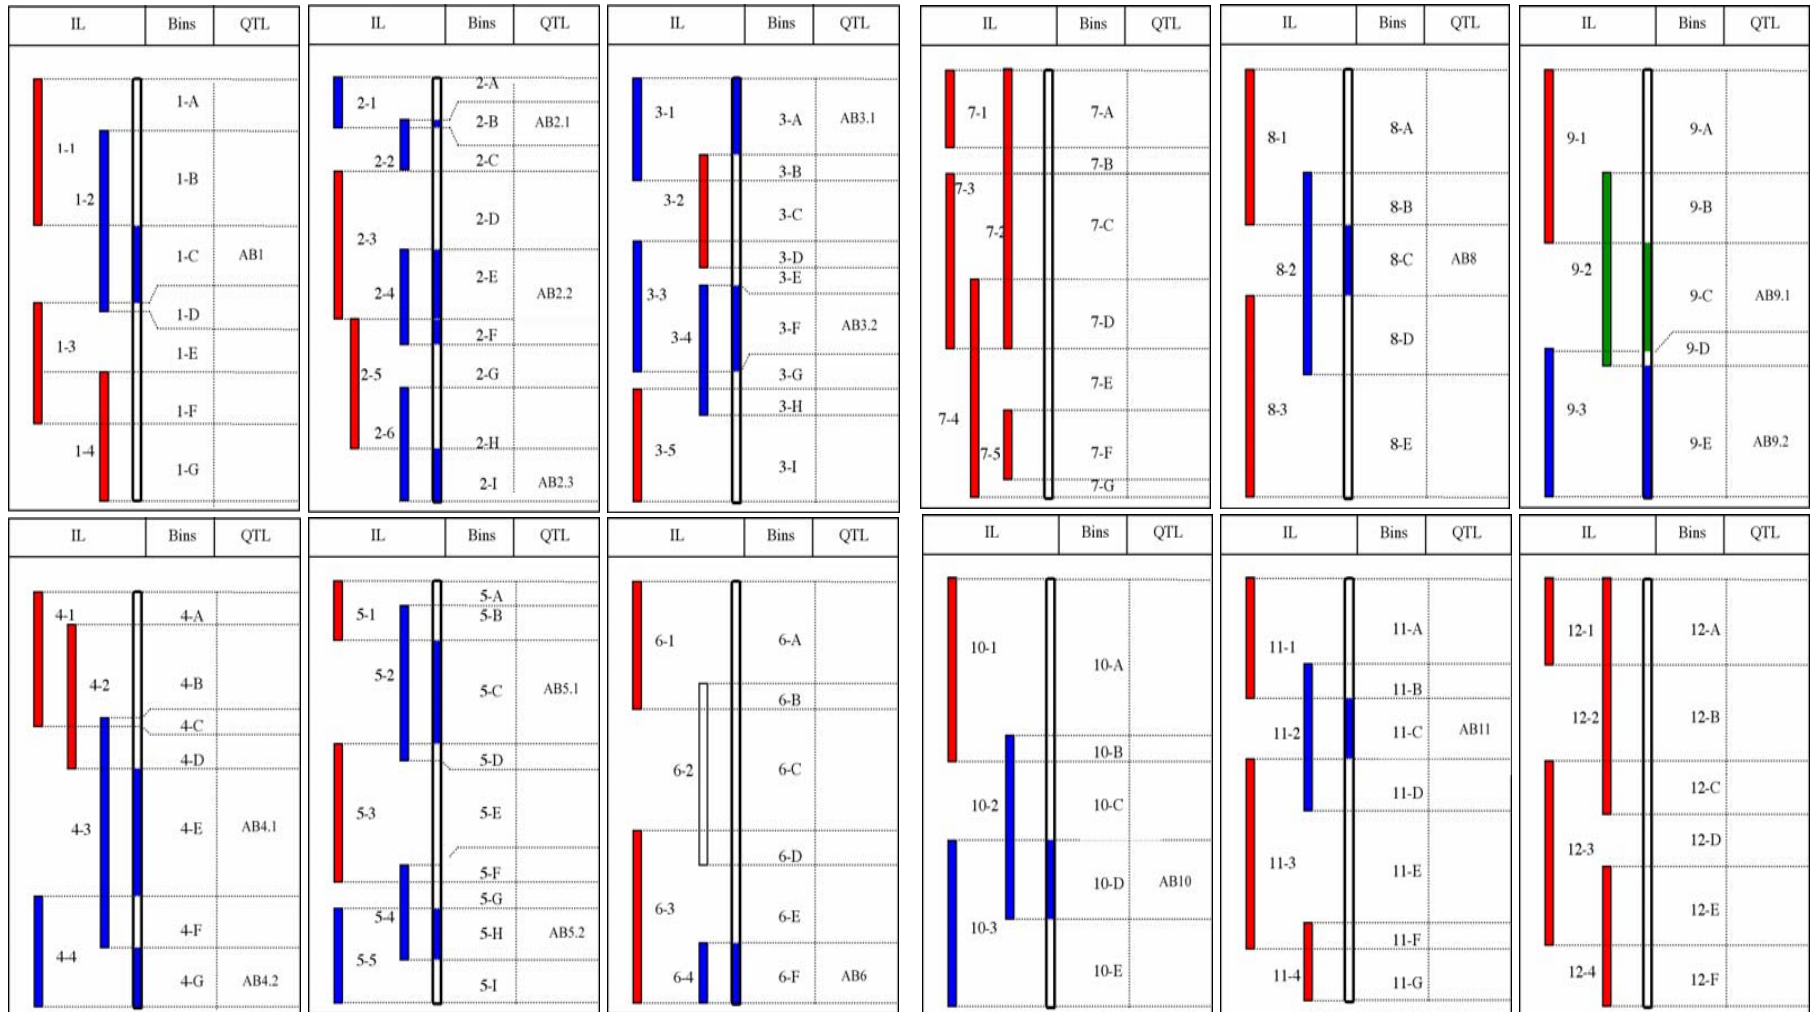 IL Bins QTL
1-1
1-2
1-3
1-4
1-A
1-B
1-C AB1
1-D
1-E
1-F
1-G
IL Bins QTL
2-1
2-2
2-3
2-4
2-5
2-6
2-A
2-B AB2.1
2-C
2-D
2-E
AB2.2
2-F
2-G
2-H
2-I AB2.3
IL Bins QTL
3-1
3-2
3-3
3-4
3-5
3-A AB3.1
3-B
3-C
3-D
3-E
3-F AB3.2
3-G
3-H
3-I
IL Bins QTL
7-1
7-3
7-2
7-4
7-5
7-A
7-B
7-C
7-D
7-E
7-F
7-G
IL Bins QTL
8-1
8-2
8-3
8-A
8-B
8-C AB8
8-D
8-E
IL Bins QTL
9-1
9-2
9-3
9-A
9-B
9-C AB9.1
9-D
9-E AB9.2
IL Bins QTL
4-1
4-2
4-3
4-4
4-A
4-B
4-C
4-D
4-E AB4.1
4-F
4-G AB4.2
IL Bins QTL
5-1
5-2
5-3
5-4
5-5
5-A
5-B
5-C AB5.1
5-D
5-E
5-F
5-G
5-H AB5.2
5-I
IL Bins QTL
6-1
6-2
6-3
6-4
6-A
6-B
6-C
6-D
6-E
6-F AB6
IL Bins QTL
10-1
10-2
10-3
10-A
10-B
10-C
10-D AB10
10-E
IL Bins QTL
11-1
11-2
11-3
11-4
11-A
11-B
11-C AB11
11-D
11-E
11-F
11-G
IL Bins QTL
12-1
12-2
12-3
12-4
12-A
12-B
12-C
12-D
12-E
12-F